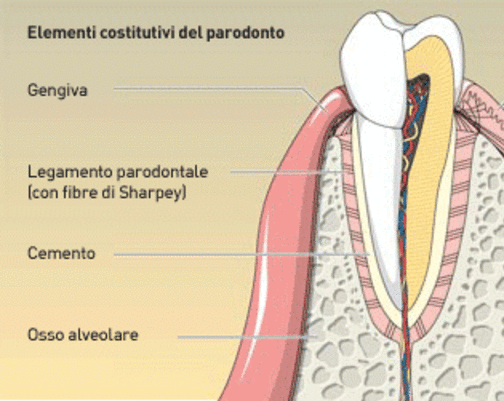 Elementi costitutivi del parodonto
Gengiva
Legamento parodontale
(con fibre di Sharpey)
Cemento
Osso alveolare